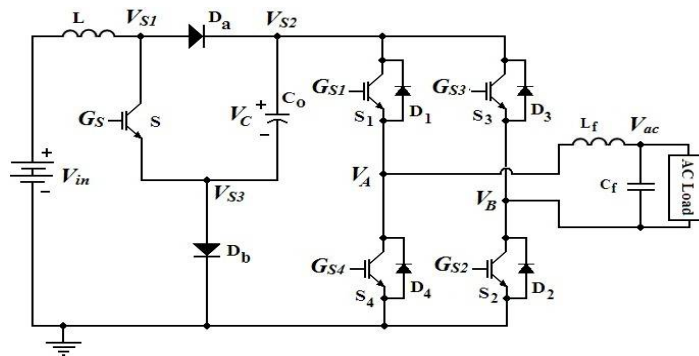 L
V_S1
D_a
V_S2
G_S
S
+
V_C
-
C_o
G_S1
S_1
D_1
G_S3
S_3
D_3
+
V_in
-
V_S3
V_A
V_B
L_f
V_ac
C_f
AC Load
D_b
G_S4
S_4
D_4
G_S2
S_2
D_2